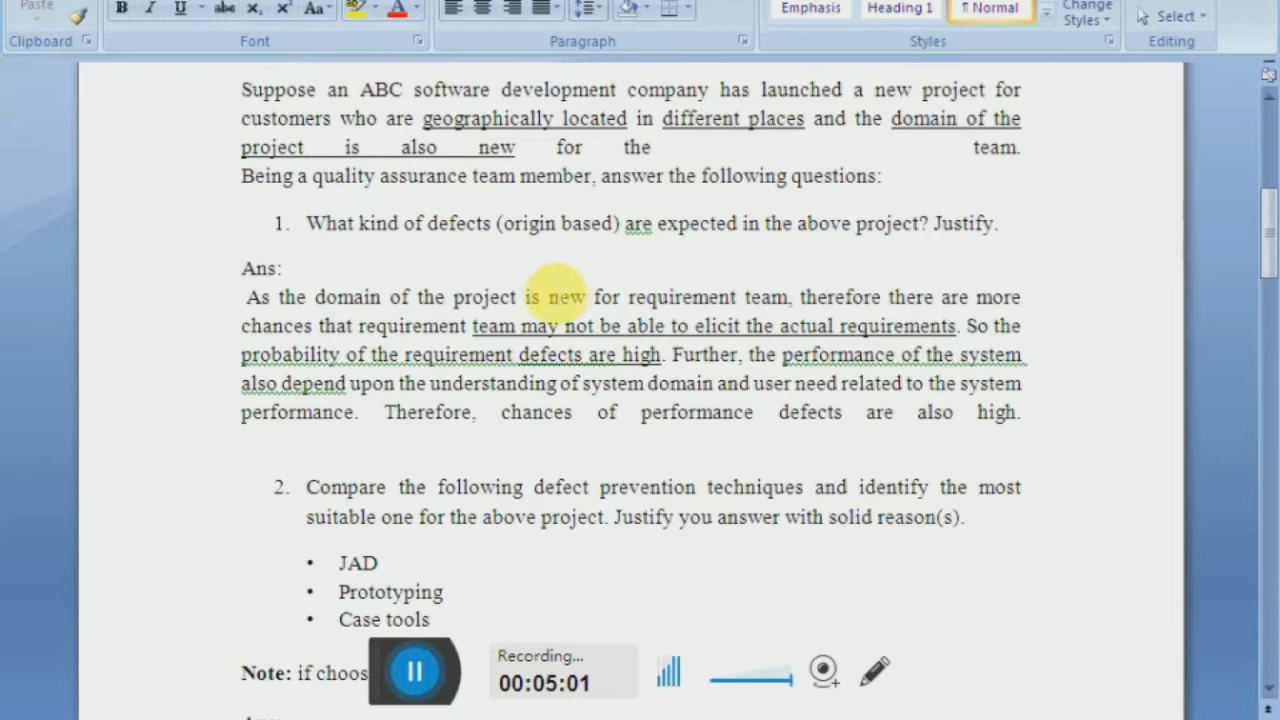 Paste
B I U abc x₂ x² Aa ab A
Emphasis Heading 1 ¶ Normal
Change
Styles
Select
Clipboard Font Paragraph Styles Editing
Suppose an ABC software development company has launched a new project for
customers who are geographically located in different places and the domain of the
project is also new for the team.
Being a quality assurance team member, answer the following questions:
1. What kind of defects (origin based) are expected in the above project? Justify.
Ans:
As the domain of the project is new for requirement team, therefore there are more
chances that requirement team may not be able to elicit the actual requirements. So the
probability of the requirement defects are high. Further, the performance of the system
also depend upon the understanding of system domain and user need related to the system
performance. Therefore, chances of performance defects are also high.
2. Compare the following defect prevention techniques and identify the most
suitable one for the above project. Justify you answer with solid reason(s).
• JAD
• Prototyping
• Case tools
Note: if choos
Recording...
00:05:01